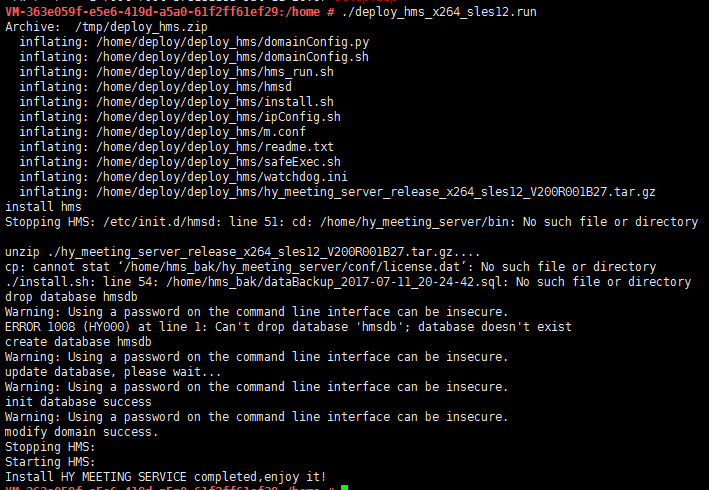 VM-363e059f-e5e6-419d-a5a0-61f2ff61ef29:/home # ./deploy_hms_x264_sles12.run
Archive:  /tmp/deploy_hms.zip
  inflating: /home/deploy/deploy_hms/domainConfig.py
  inflating: /home/deploy/deploy_hms/domainConfig.sh
  inflating: /home/deploy/deploy_hms/hms_run.sh
  inflating: /home/deploy/deploy_hms/hmsd
  inflating: /home/deploy/deploy_hms/install.sh
  inflating: /home/deploy/deploy_hms/ipConfig.sh
  inflating: /home/deploy/deploy_hms/m.conf
  inflating: /home/deploy/deploy_hms/readme.txt
  inflating: /home/deploy/deploy_hms/safeExec.sh
  inflating: /home/deploy/deploy_hms/watchdog.ini
  inflating: /home/deploy/deploy_hms/hy_meeting_server_release_x264_sles12_V200R001B27.tar.gz
install hms
Stopping HMS: /etc/init.d/hmsd: line 51: cd: /home/hy_meeting_server/bin: No such file or directory
unzip ./hy_meeting_server_release_x264_sles12_V200R001B27.tar.gz....
cp: cannot stat ‘/home/hms_bak/hy_meeting_server/conf/license.dat’: No such file or directory
./install.sh: line 54: /home/hms_bak/dataBackup_2017-07-11_20-24-42.sql: No such file or directory
drop database hmsdb
Warning: Using a password on the command line interface can be insecure.
ERROR 1008 (HY000) at line 1: Can't drop database 'hmsdb'; database doesn't exist
create database hmsdb
Warning: Using a password on the command line interface can be insecure.
update database, please wait...
Warning: Using a password on the command line interface can be insecure.
init database success
Warning: Using a password on the command line interface can be insecure.
modify domain success.
Stopping HMS:
Starting HMS:
Install HY MEETING SERVICE completed,enjoy it!
VM-363e059f-e5e6-419d-a5a0-61f2ff61ef29:/home #